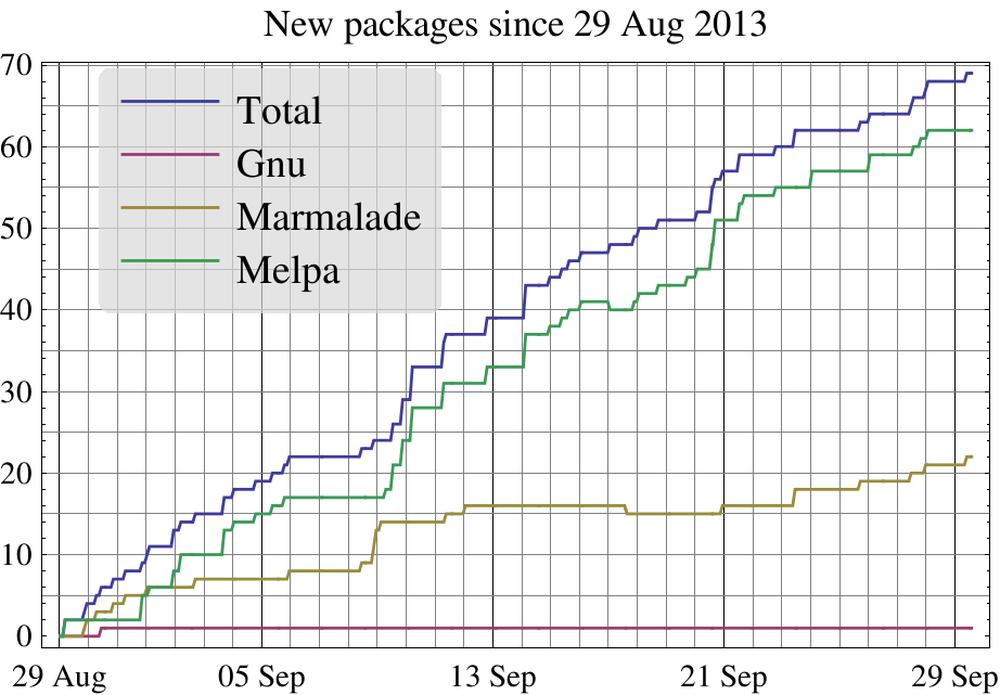 New packages since 29 Aug 2013
70
60
50
40
30
20
10
0
Total
Gnu
Marmalade
Melpa
29 Aug 05 Sep 13 Sep 21 Sep 29 Sep